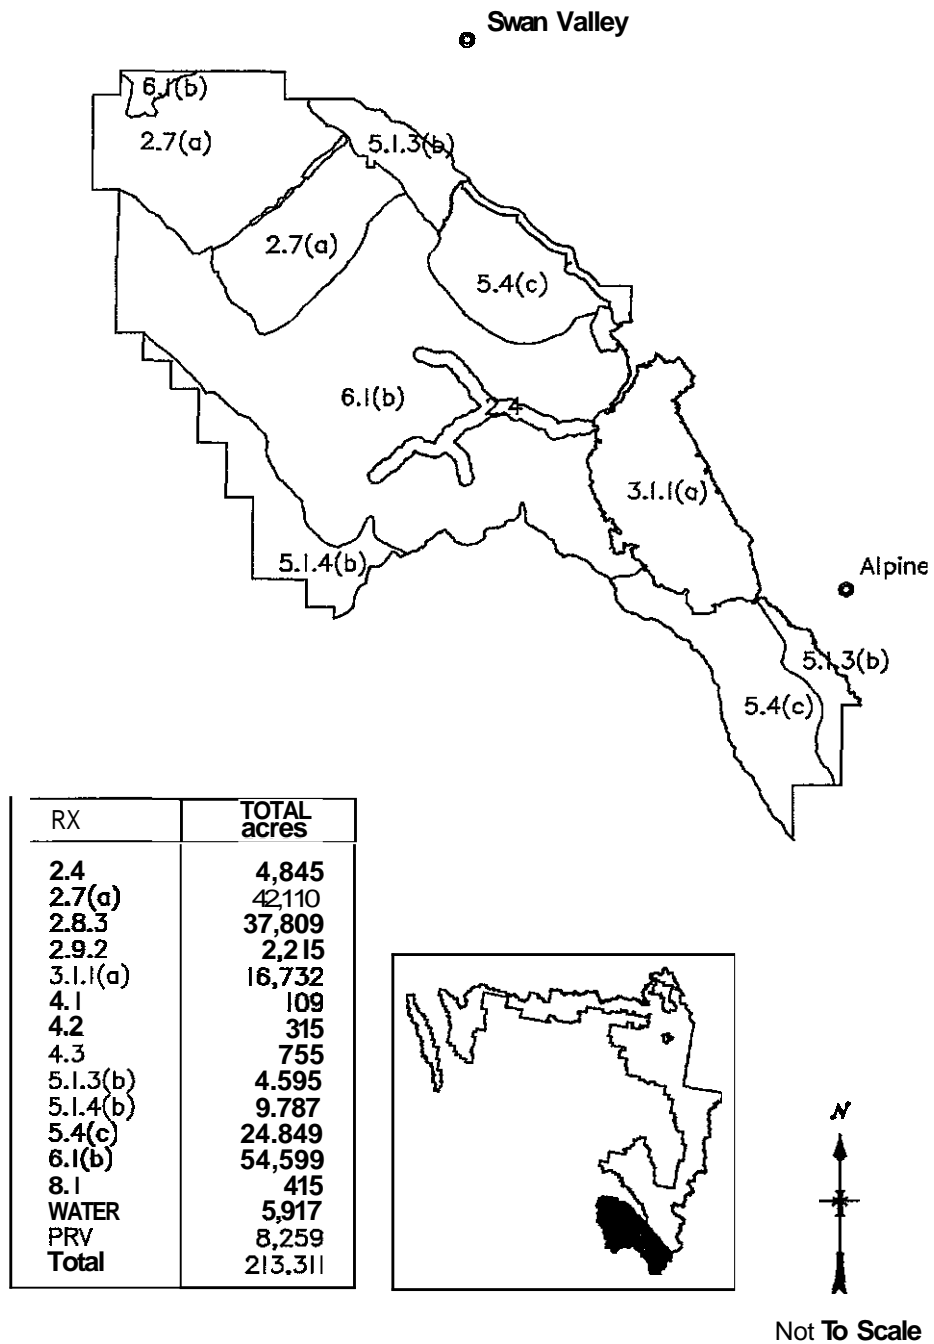 Swan Valley
6.1(b)
2.7(a)
5.1.3(b)
2.7(a)
5.4(c)
6.1(b)
2.4
3.1.1(a)
5.1.4(b)
Alpine
5.1.3(b)
5.4(c)
RX TOTAL acres
2.4 4,845
2.7(a) 42,110
2.8.3 37,809
2.9.2 2,215
3.1.1(a) 16,732
4.1 109
4.2 315
4.3 755
5.1.3(b) 4.595
5.1.4(b) 9.787
5.4(c) 24.849
6.1(b) 54,599
8.1 415
WATER 5,917
PRV 8,259
Total 213.311
N
Not To Scale